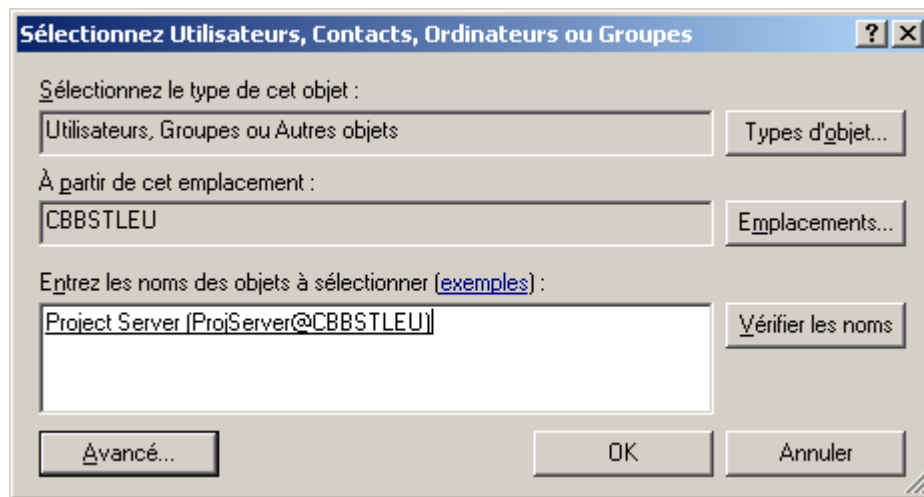 Sélectionnez Utilisateurs, Contacts, Ordinateurs ou Groupes
Sélectionnez le type de cet objet :
Utilisateurs, Groupes ou Autres objets
Types d'objet...
À partir de cet emplacement :
CBBSTLEU
Emplacements...
Entrez les noms des objets à sélectionner (exemples) :
Project Server (ProjServer@CBBSTLEU)
Vérifier les noms
Avancé...
OK
Annuler